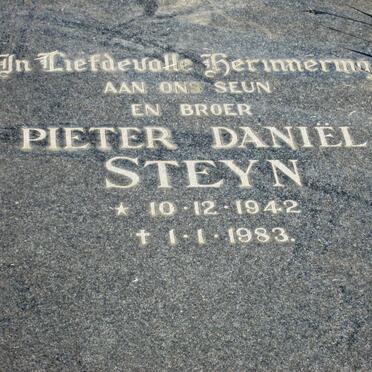 In Liefdevolle Herinnering
AAN ONS SEUN
EN BROER
PIETER DANIËL
STEYN
* 10·12·1942
† 1·1·1983.